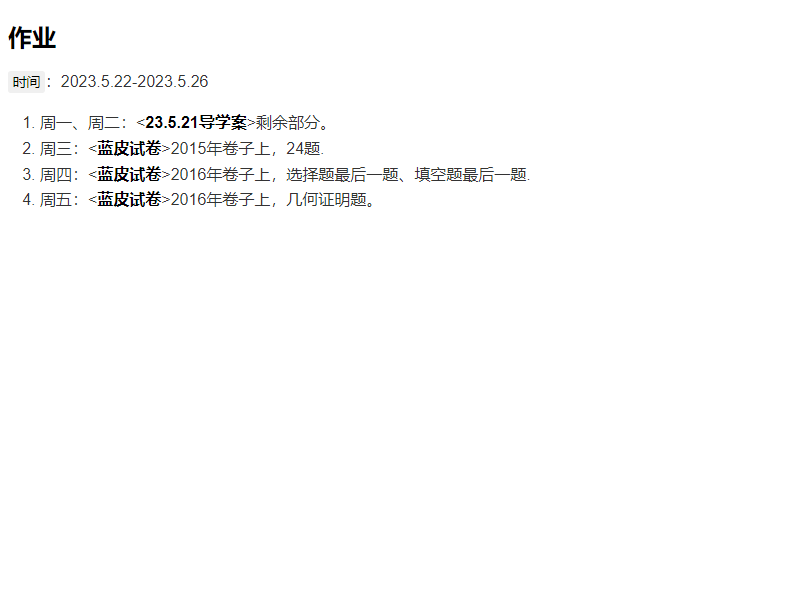 作业
时间： 2023.5.22-2023.5.26
1. 周一、周二：<23.5.21导学案>剩余部分。
2. 周三：<蓝皮试卷>2015年卷子上，24题.
3. 周四：<蓝皮试卷>2016年卷子上，选择题最后一题、填空题最后一题.
4. 周五：<蓝皮试卷>2016年卷子上，几何证明题。